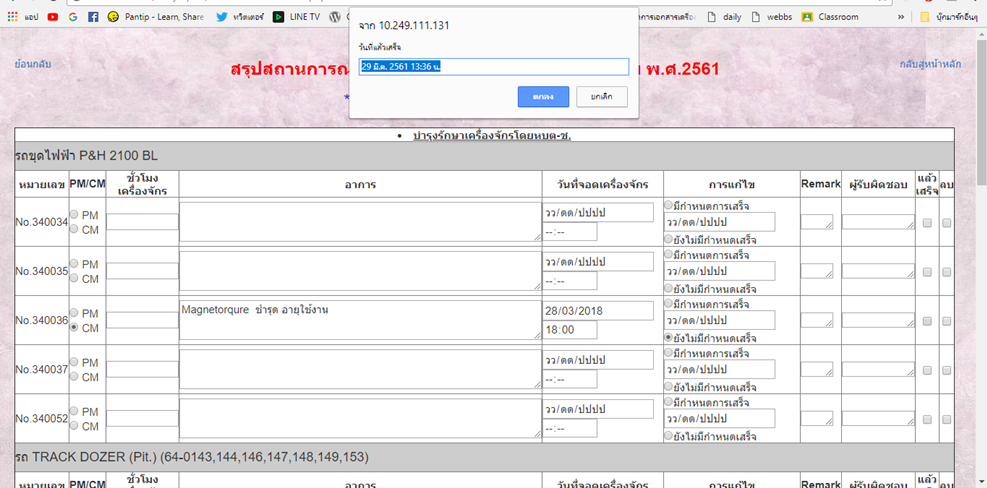 แอป
G
Pantip - Learn, Share
ทวิตเตอร์
LINE TV
daily
webbs
Classroom
»
บุ๊กมาร์กอื่นๆ
จาก 10.249.111.131
วันที่แล้วเสร็จ
29 มี.ค. 2561 13:36 น.
ตกลง
ยกเลิก
ย้อนกลับ
สรุปสถานการณ
พ.ศ.2561
กลับสู่หน้าหลัก
*
• บำรุงรักษาเครื่องจักรโดยหบต-ช.
รถขุดไฟฟ้า P&H 2100 BL
หมายเลข PM/CM ชั่วโมง เครื่องจักร อาการ วันที่จอดเครื่องจักร การแก้ไข Remark ผู้รับผิดชอบ แล้ว เสร็จ ลบ
No.340034 PM วว/ดด/ปปปป มีกำหนดการเสร็จ
CM --:-- วว/ดด/ปปปป
ยังไม่มีกำหนดเสร็จ
No.340035 PM วว/ดด/ปปปป มีกำหนดการเสร็จ
CM --:-- วว/ดด/ปปปป
ยังไม่มีกำหนดเสร็จ
No.340036 PM Magnetorqure ชำรุด อายุใช้งาน 28/03/2018 มีกำหนดการเสร็จ
CM 18:00 วว/ดด/ปปปป
ยังไม่มีกำหนดเสร็จ
No.340037 PM วว/ดด/ปปปป มีกำหนดการเสร็จ
CM --:-- วว/ดด/ปปปป
ยังไม่มีกำหนดเสร็จ
No.340052 PM วว/ดด/ปปปป มีกำหนดการเสร็จ
CM --:-- วว/ดด/ปปปป
ยังไม่มีกำหนดเสร็จ
รถ TRACK DOZER (Pit.) (64-0143,144,146,147,148,149,153)
หมายเลข PM/CM ชั่วโมง อาการ วันที่จอดเครื่องจักร การแก้ไข Remark ผู้รับผิดชอบ แล้ว ลบ